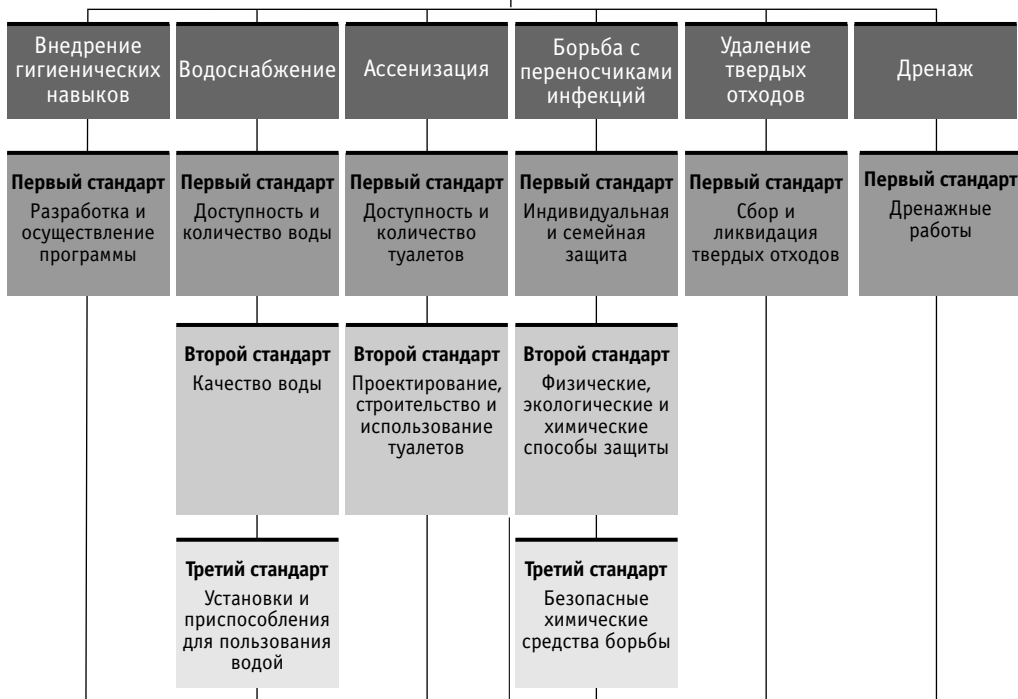 Внедрение
гигиенических
навыков
Водоснабжение
Ассенизация
Борьба с
переносчиками
инфекций
Удаление
твердых
отходов
Дренаж
Первый стандарт
Разработка и
осуществление
программы
Первый стандарт
Доступность и
количество воды
Первый стандарт
Доступность и
количество
туалетов
Первый стандарт
Индивидуальная
и семейная
защита
Первый стандарт
Сбор и
ликвидация
твердых отходов
Первый стандарт
Дренажные
работы
Второй стандарт
Качество воды
Второй стандарт
Проектирование,
строительство и
использование
туалетов
Второй стандарт
Физические,
экологические и
химические
способы защиты
Третий стандарт
Установки и
приспособления
для пользования
водой
Третий стандарт
Безопасные
химические
средства борьбы